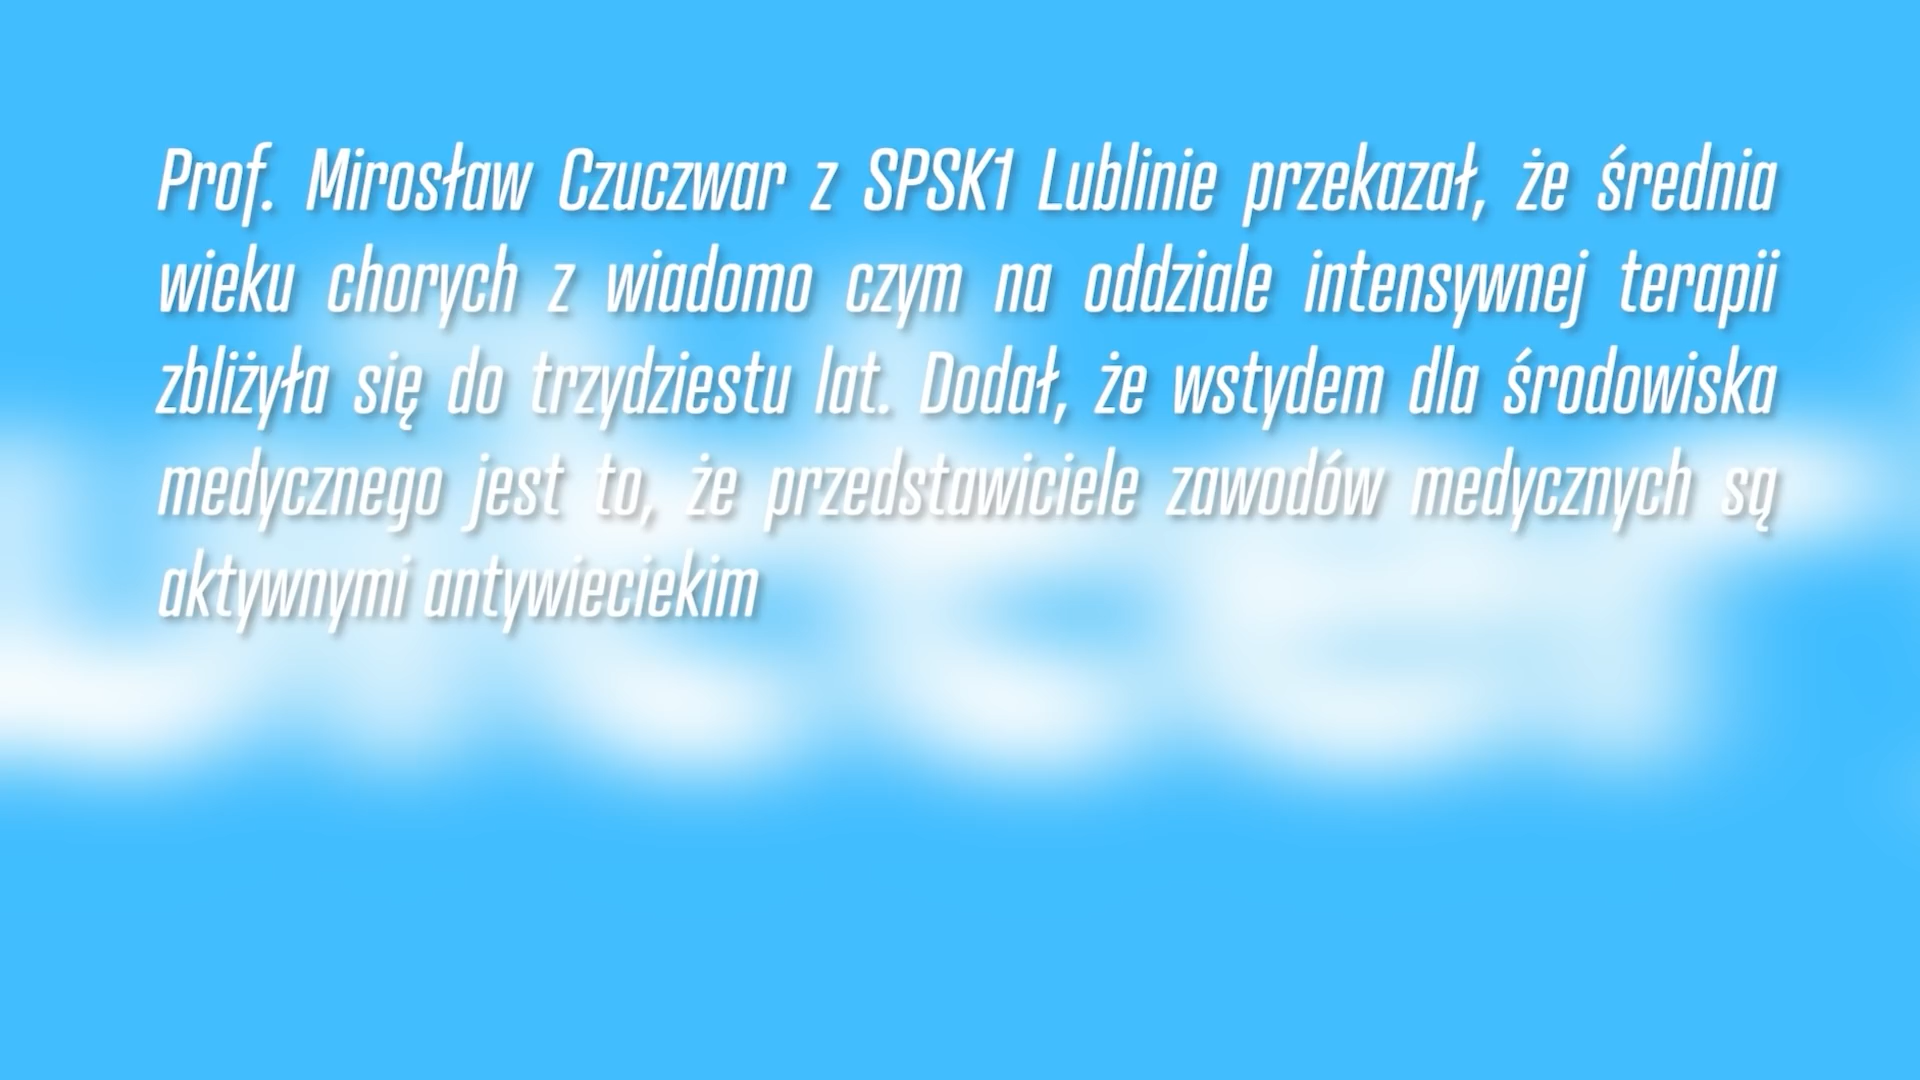 Prof. Mirosław Czuczwar z SPSK1 Lublinie przekazał, że średnia
wieku chorych z wiadomo czym na oddziale intensywnej terapii
zbliżyła się do trzydziestu lat. Dodał, że wstydem dla środowiska
medycznego jest to, że przedstawiciele zawodów medycznych są
aktywnymi antywieciekim